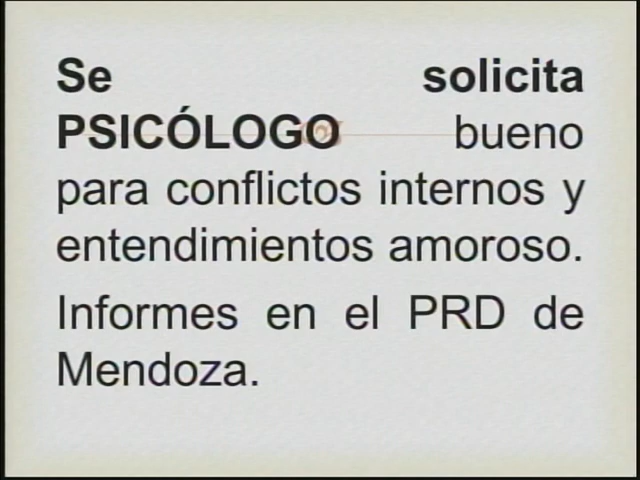 Se solicita
PSICÓLOGO bueno
para conflictos internos y
entendimientos amoroso.
Informes en el PRD de
Mendoza.